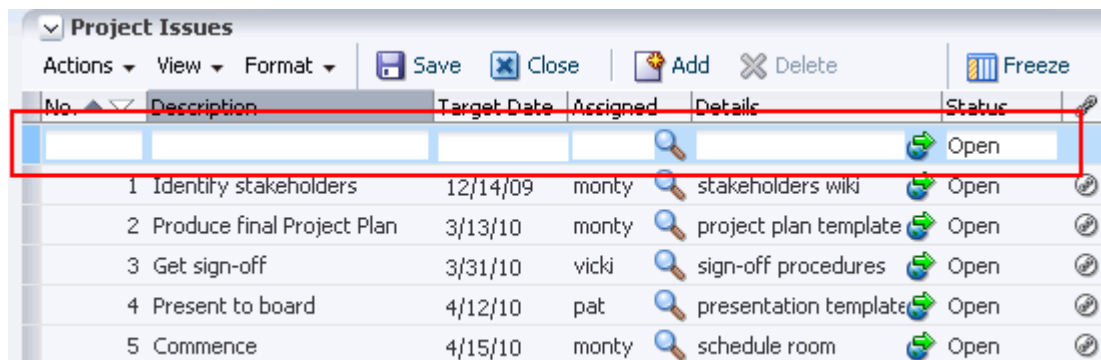 Project Issues
Actions View Format Save Close Add Delete Freeze
No. Description Target Date Assigned Details Status
Open
1 Identify stakeholders 12/14/09 monty stakeholders wiki Open
2 Produce final Project Plan 3/13/10 monty project plan template Open
3 Get sign-off 3/31/10 vicki sign-off procedures Open
4 Present to board 4/12/10 pat presentation template Open
5 Commence 4/15/10 monty schedule room Open